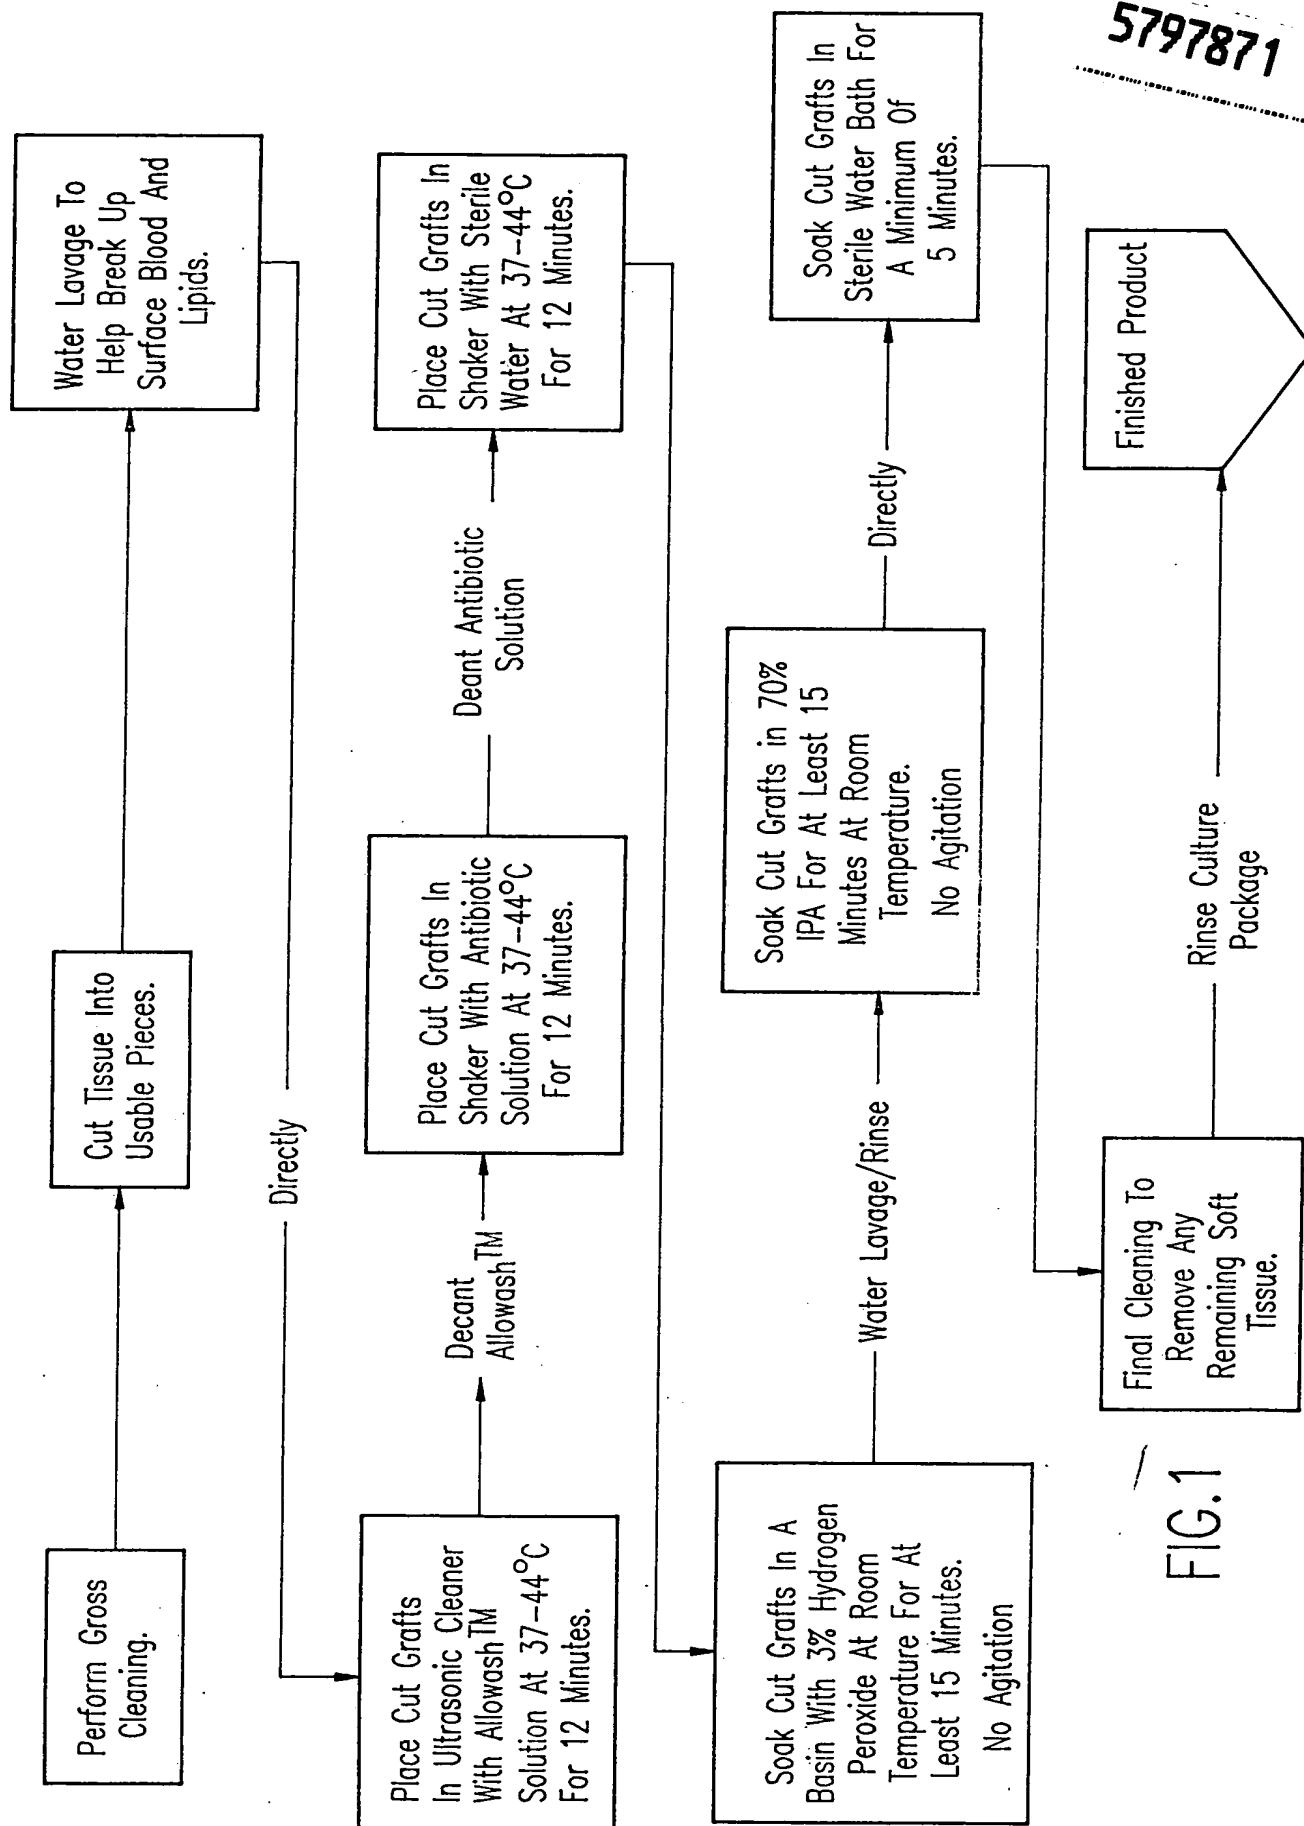 5797871
Perform Gross
Cleaning.
Cut Tissue Into
Usable Pieces.
Water Lavage To
Help Break Up
Surface Blood And
Lipids.
Directly
Place Cut Grafts
In Ultrasonic Cleaner
With Allowash™
Solution At 37–44°C
For 12 Minutes.
Decant
Allowash™
Place Cut Grafts In
Shaker With Antibiotic
Solution At 37–44°C
For 12 Minutes.
Deant Antibiotic
Solution
Place Cut Grafts In
Shaker With Sterile
Water At 37–44°C
For 12 Minutes.
Soak Cut Grafts In A
Basin With 3% Hydrogen
Peroxide At Room
Temperature For At
Least 15 Minutes.
No Agitation
Water Lavage/Rinse
Soak Cut Grafts in 70%
IPA For At Least 15
Minutes At Room
Temperature.
No Agitation
Directly
Soak Cut Grafts In
Sterile Water Bath For
A Minimum Of
5 Minutes.
Final Cleaning To
Remove Any
Remaining Soft
Tissue.
Rinse Culture
Package
Finished Product
FIG.1